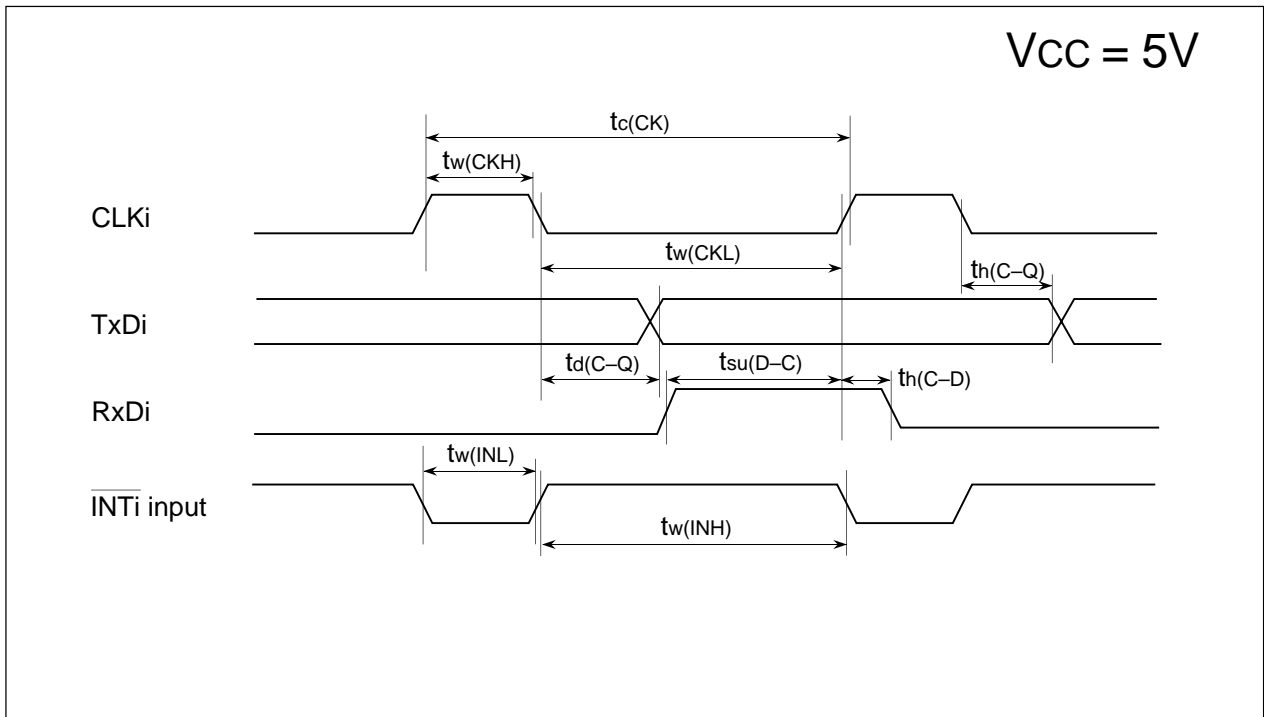 VCC = 5V
tc(CK)
tw(CKH)
CLKi
tw(CKL)
th(C–Q)
TxDi
td(C–Q)
tsu(D–C)
th(C–D)
RxDi
tw(INL)
INTi input
tw(INH)